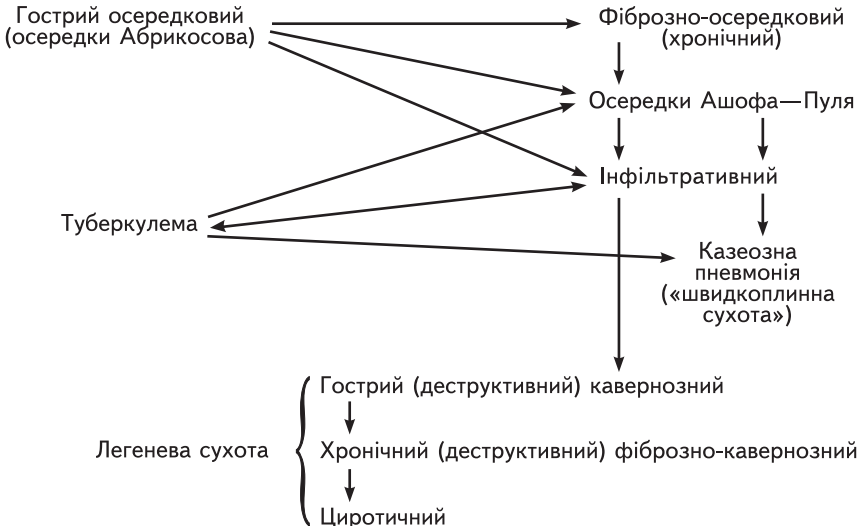 Гострий осередковий
(осередки Абрикосова)
Фіброзно-осередковий
(хронічний)
Осередки Ашофа—Пуля
Інфільтративний
Туберкулема
Казеозна
пневмонія
(«швидкоплинна
сухота»)
Гострий (деструктивний) кавернозний
Легенева сухота
Хронічний (деструктивний) фіброзно-кавернозний
Циротичний